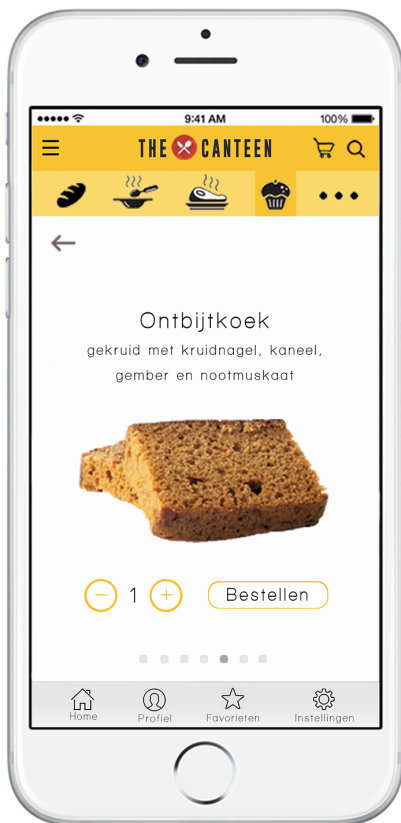 9:41 AM
100%
THE CANTEEN
Ontbijtkoek
gekruid met kruidnagel, kaneel,
gember en nootmuskaat
1
Bestellen
Home Profiel Favorieten Instellingen